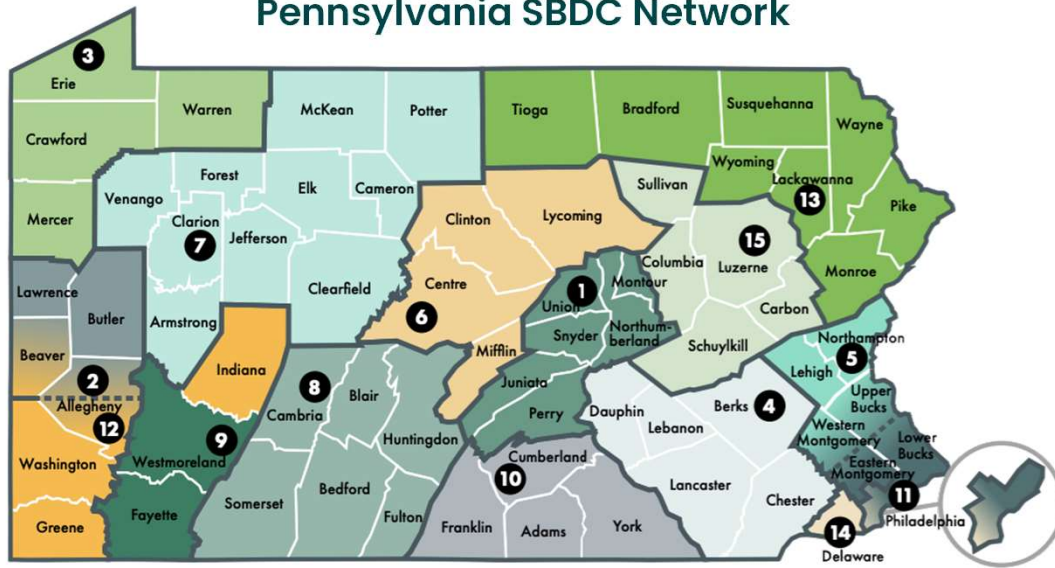 Pennsylvania SBDC Network
3
Erie
Warren
McKean
Potter
Tioga
Bradford
Susquehanna
Wayne
Crawford
Mercer
Venango
Forest
Elk
Cameron
Clarion
7
Jefferson
Clearfield
Armstrong
Clinton
Lycoming
Centre
6
Mifflin
Sullivan
Wyoming
Lackawanna
13
Pike
Monroe
15
Luzerne
Columbia
Carbon
Schuylkill
1
Montour
Union
Snyder
Northum-
berland
Juniata
Perry
Lawrence
Butler
Beaver
2
Allegheny
12
Washington
Greene
Indiana
9
Westmoreland
Fayette
8
Cambria
Blair
Huntingdon
Somerset
Bedford
Fulton
10
Cumberland
Franklin
Adams
York
Dauphin
Lebanon
Berks
4
Lancaster
Chester
Northampton
5
Lehigh
Upper
Bucks
Western
Montgomery
Lower
Bucks
Eastern
Montgomery
11
Philadelphia
14
Delaware